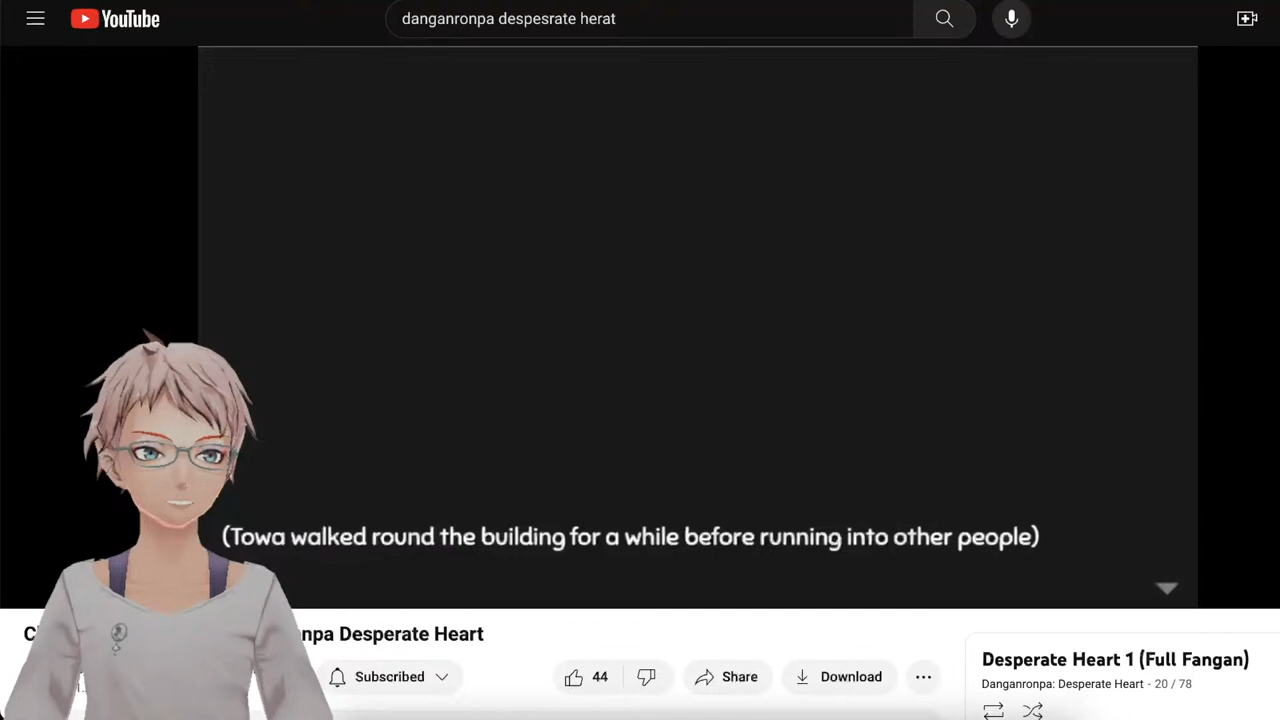 YouTube
danganronpa despesrate herat
(Towa walked round the building for a while before running into other people)
Desperate Heart
Subscribed
44
Share
Download
Desperate Heart 1 (Full Fangan)
Danganronpa: Desperate Heart - 20 / 78